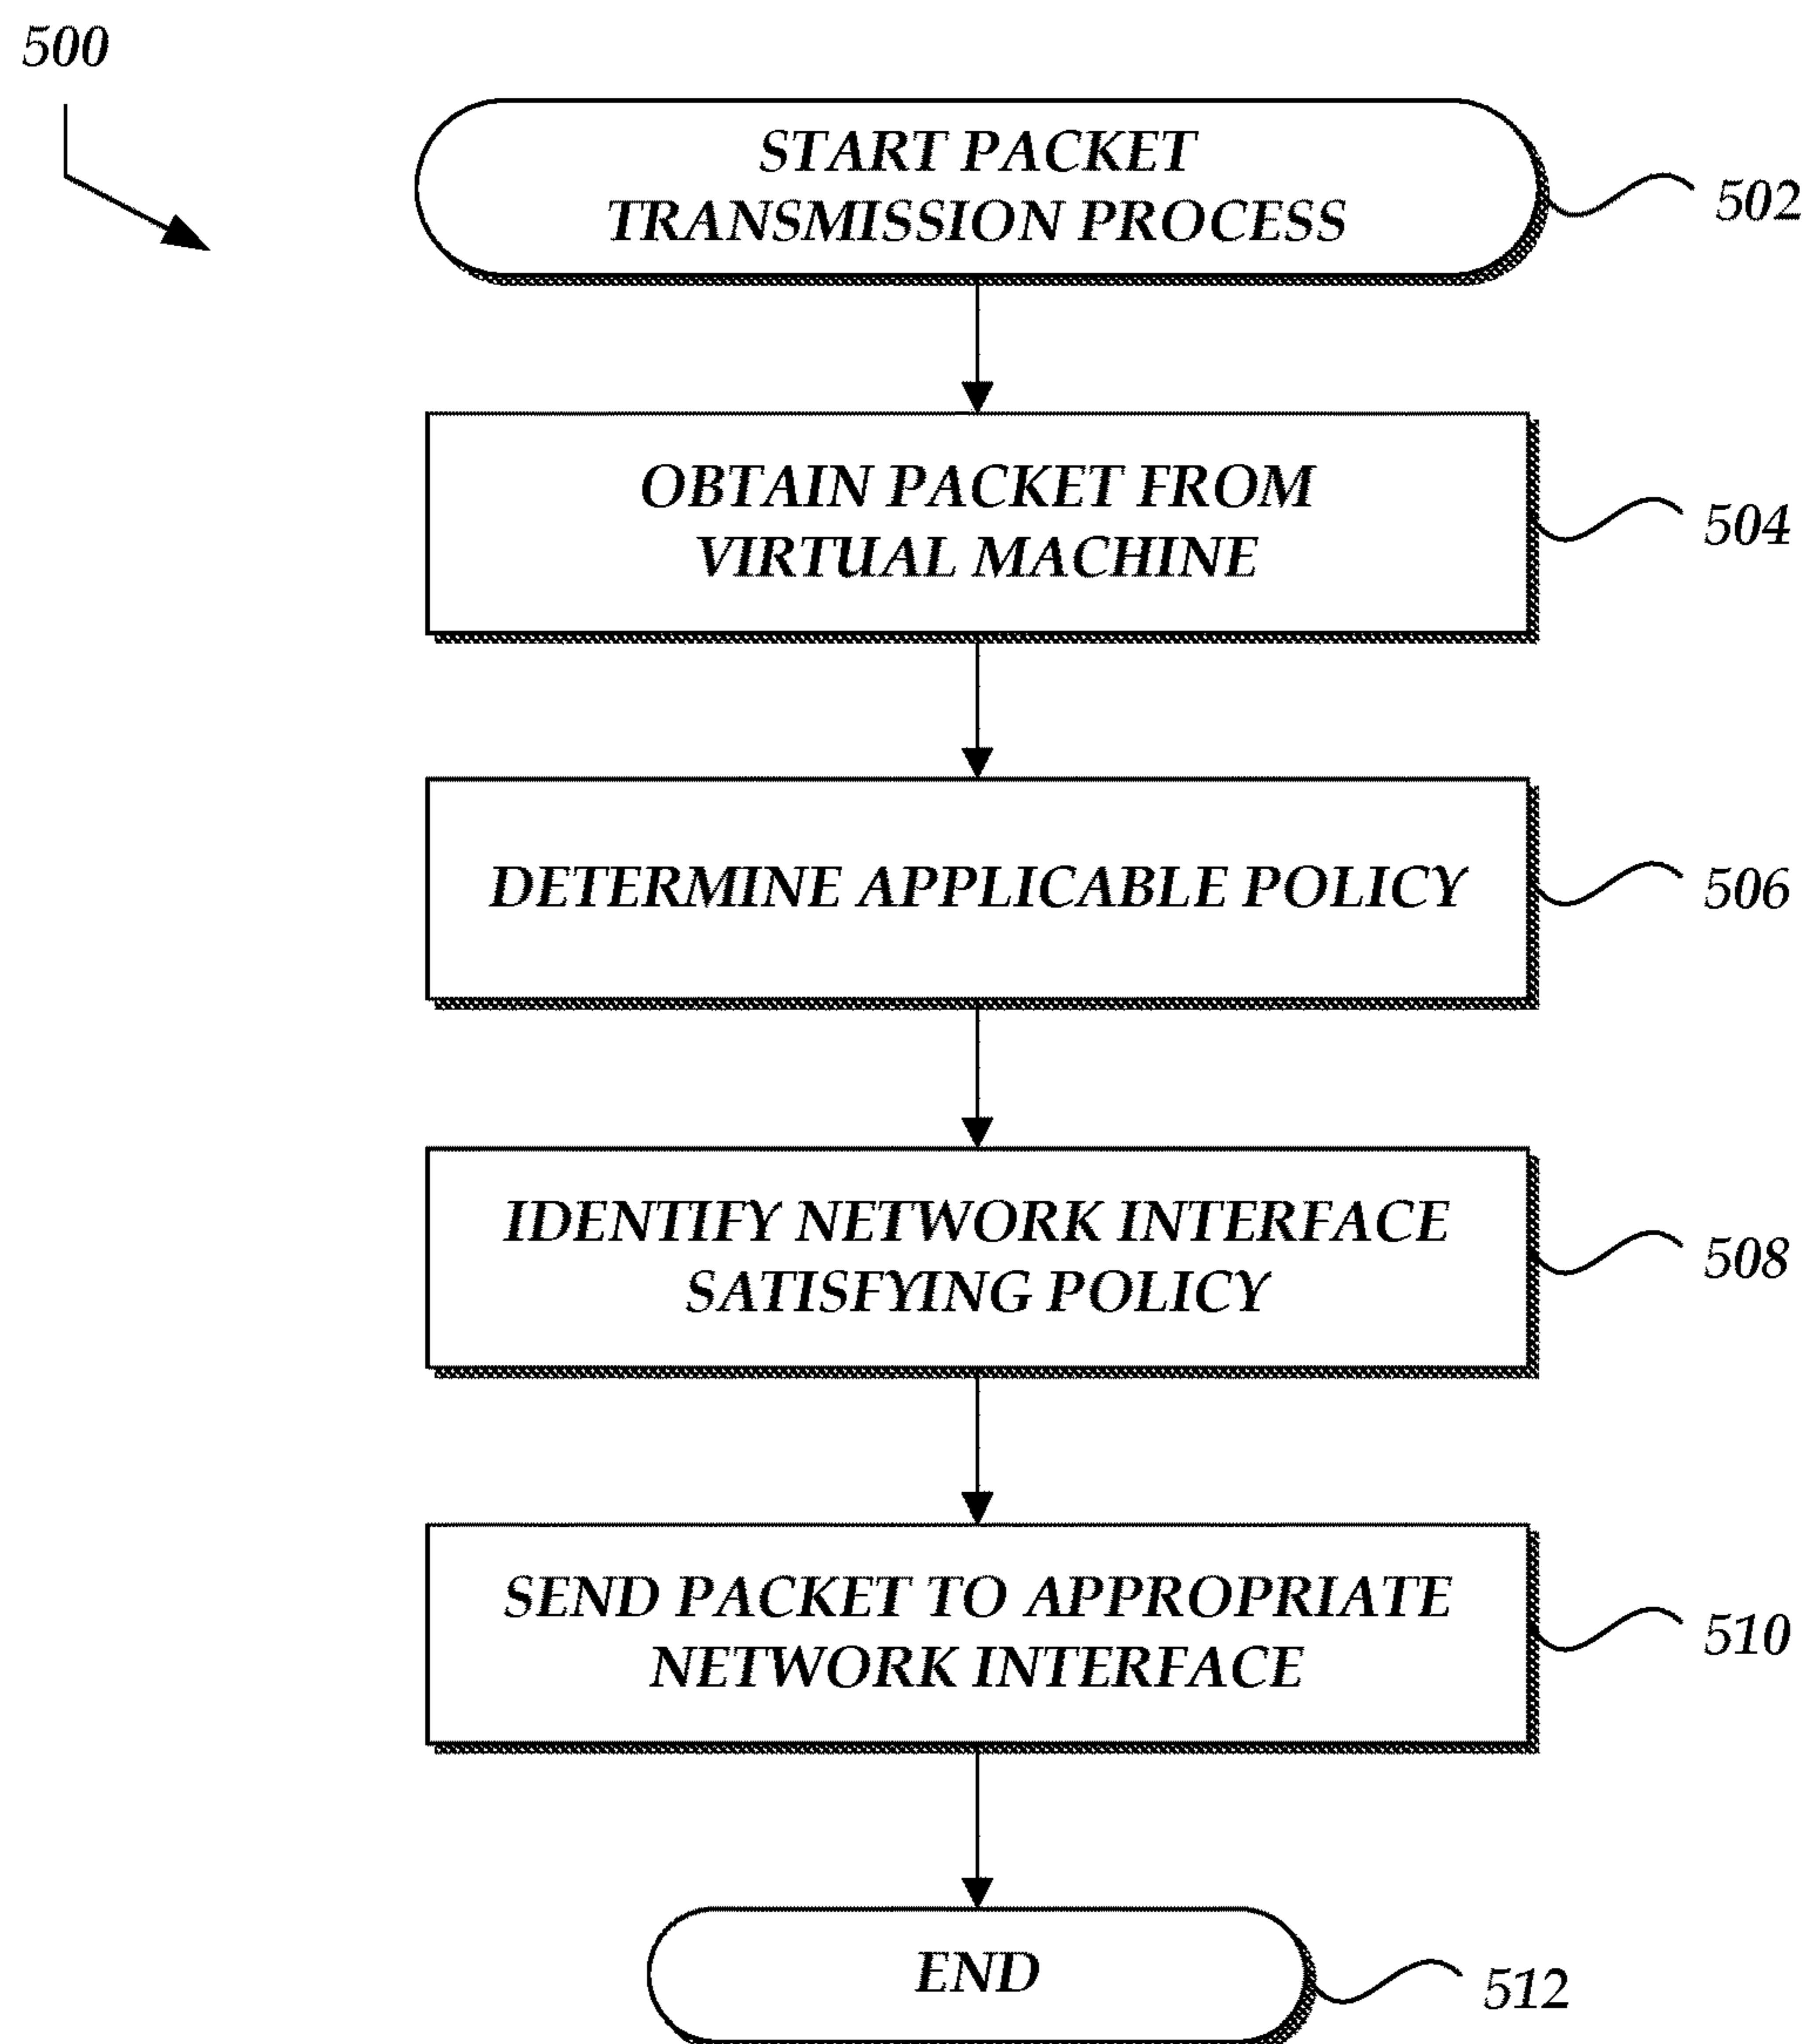 500
START PACKET
TRANSMISSION PROCESS
502
OBTAIN PACKET FROM
VIRTUAL MACHINE
504
DETERMINE APPLICABLE POLICY
506
IDENTIFY NETWORK INTERFACE
SATISFYING POLICY
508
SEND PACKET TO APPROPRIATE
NETWORK INTERFACE
510
END
512